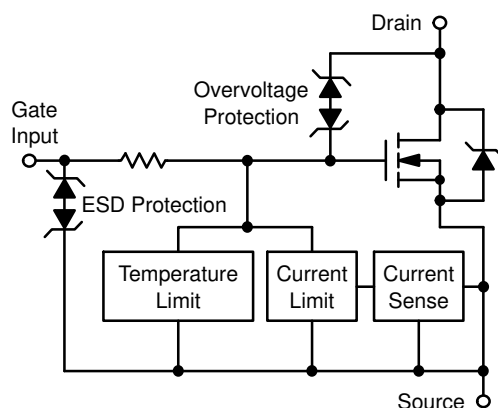 Drain
Overvoltage
Protection
Gate
Input
ESD Protection
Temperature
Limit
Current
Limit
Current
Sense
Source